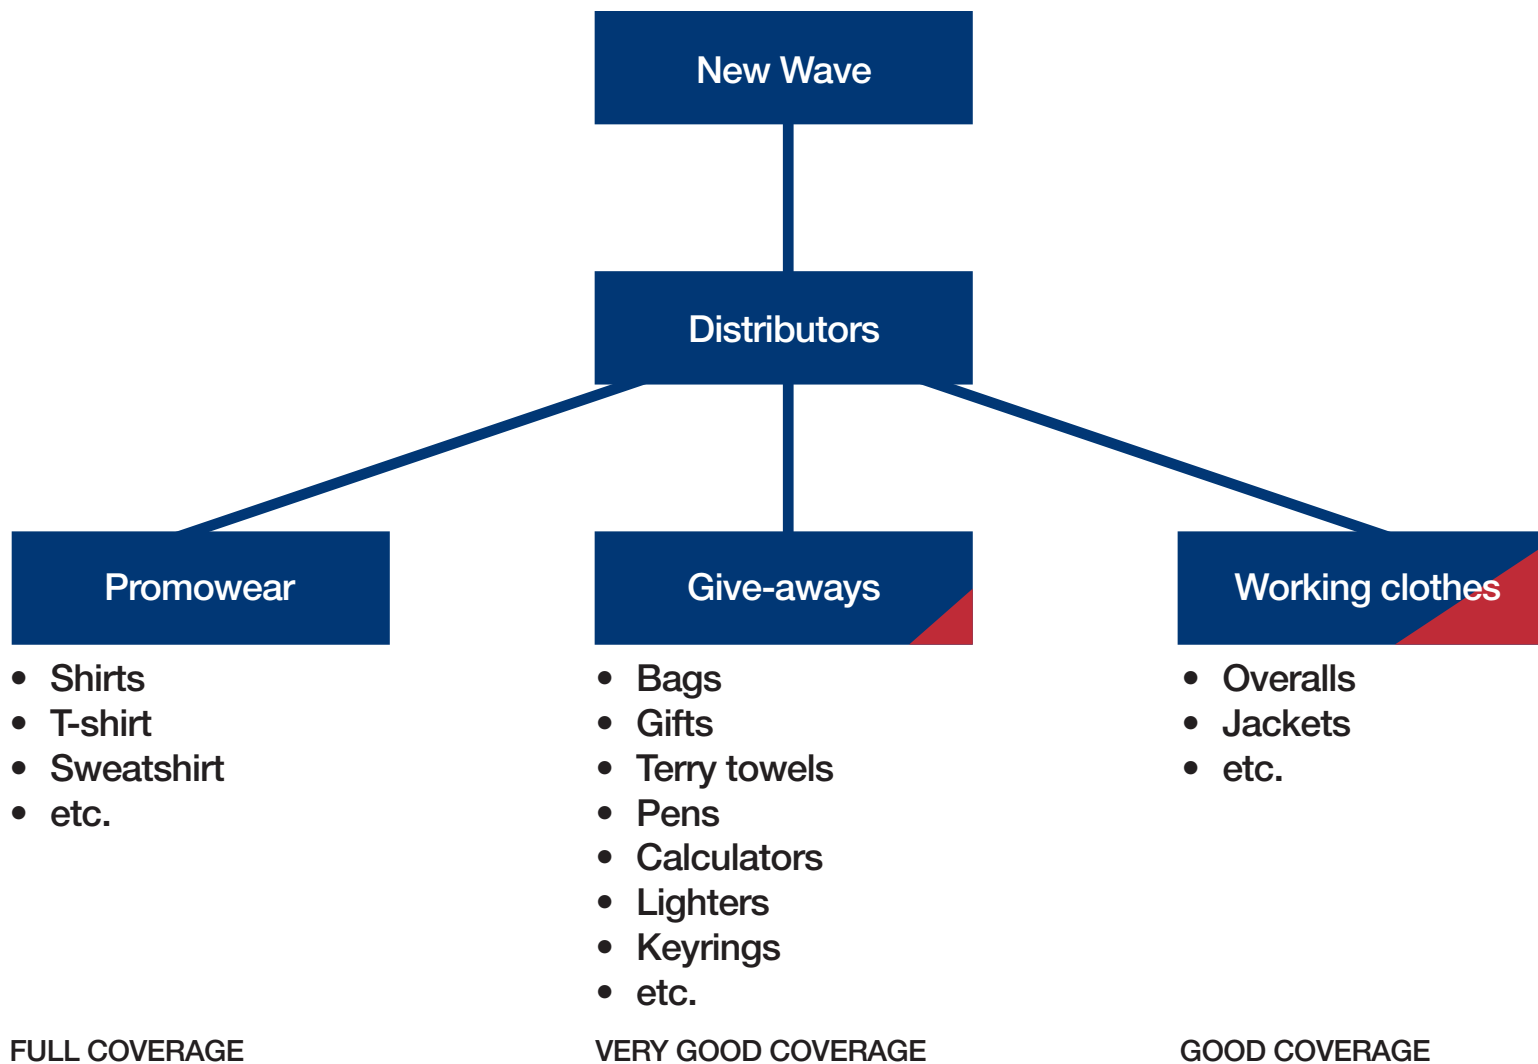 New Wave
Distributors
Promowear
• Shirts
• T-shirt
• Sweatshirt
• etc.
FULL COVERAGE
Give-aways
• Bags
• Gifts
• Terry towels
• Pens
• Calculators
• Lighters
• Keyrings
• etc.
VERY GOOD COVERAGE
Working clothes
• Overalls
• Jackets
• etc.
GOOD COVERAGE